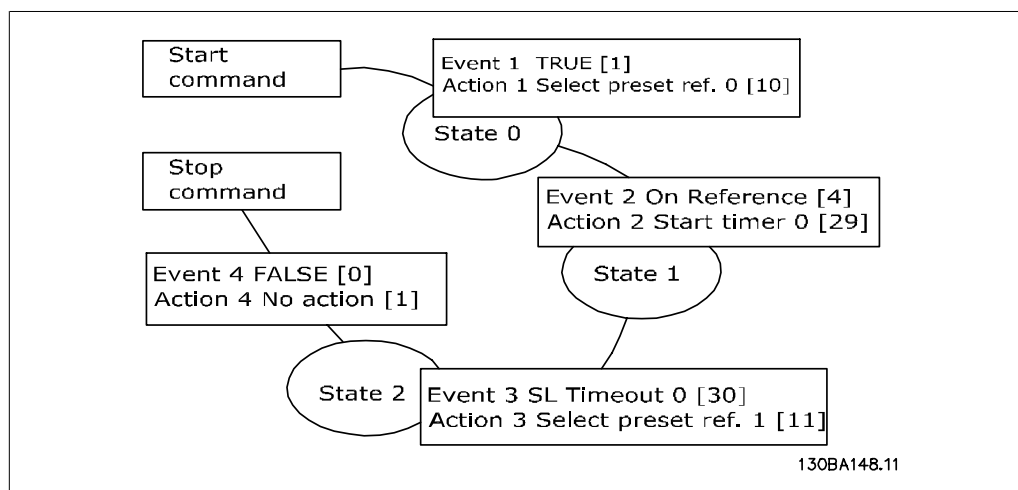 Start
command
Event 1 TRUE [1]
Action 1 Select preset ref. 0 [10]
State 0
Stop
command
Event 2 On Reference [4]
Action 2 Start timer 0 [29]
State 1
Event 4 FALSE [0]
Action 4 No action [1]
State 2
Event 3 SL Timeout 0 [30]
Action 3 Select preset ref. 1 [11]
130BA148.11